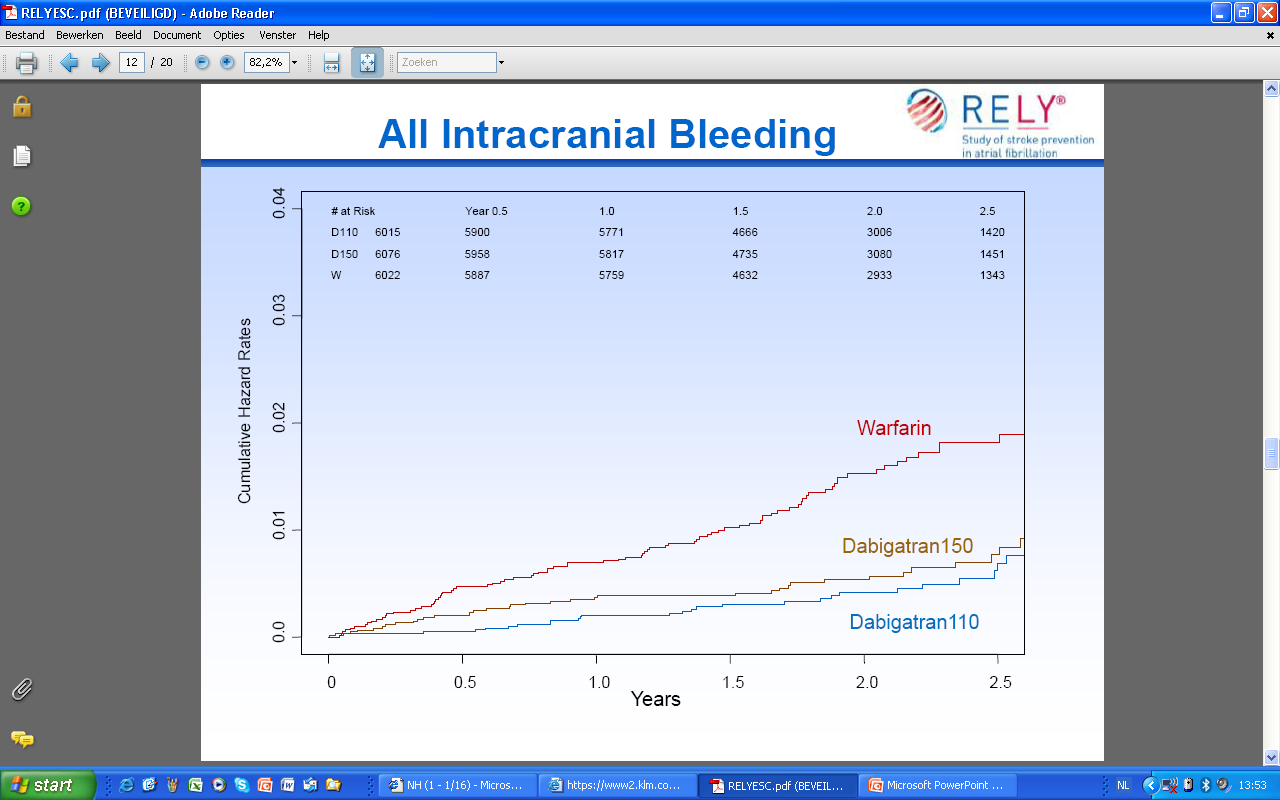 RELYESC.pdf (BEVEILIGD) - Adobe Reader
Bestand Bewerken Beeld Document Opties Venster Help
12 / 20 82,2% Zoeken
All Intracranial Bleeding
RELY®
Study of stroke prevention
in atrial fibrillation
# at Risk Year 0.5 1.0 1.5 2.0 2.5
D110 6015 5900 5771 4666 3006 1420
D150 6076 5958 5817 4735 3080 1451
W 6022 5887 5759 4632 2933 1343
Cumulative Hazard Rates
0.04
0.03
0.02
0.01
0.0
Warfarin
Dabigatran150
Dabigatran110
0 0.5 1.0 1.5 2.0 2.5
Years
start NH (1 - 1/16) - Micros... https://www2.klm.co... RELYESC.pdf (BEVEIL... Microsoft PowerPoint ... NL 13:53